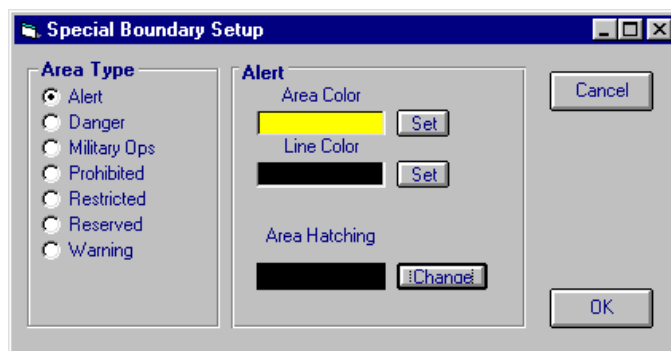 Special Boundary Setup
Area Type
Alert
Danger
Military Ops
Prohibited
Restricted
Reserved
Warning
Alert
Area Color
Set
Line Color
Set
Area Hatching
Change
Cancel
OK